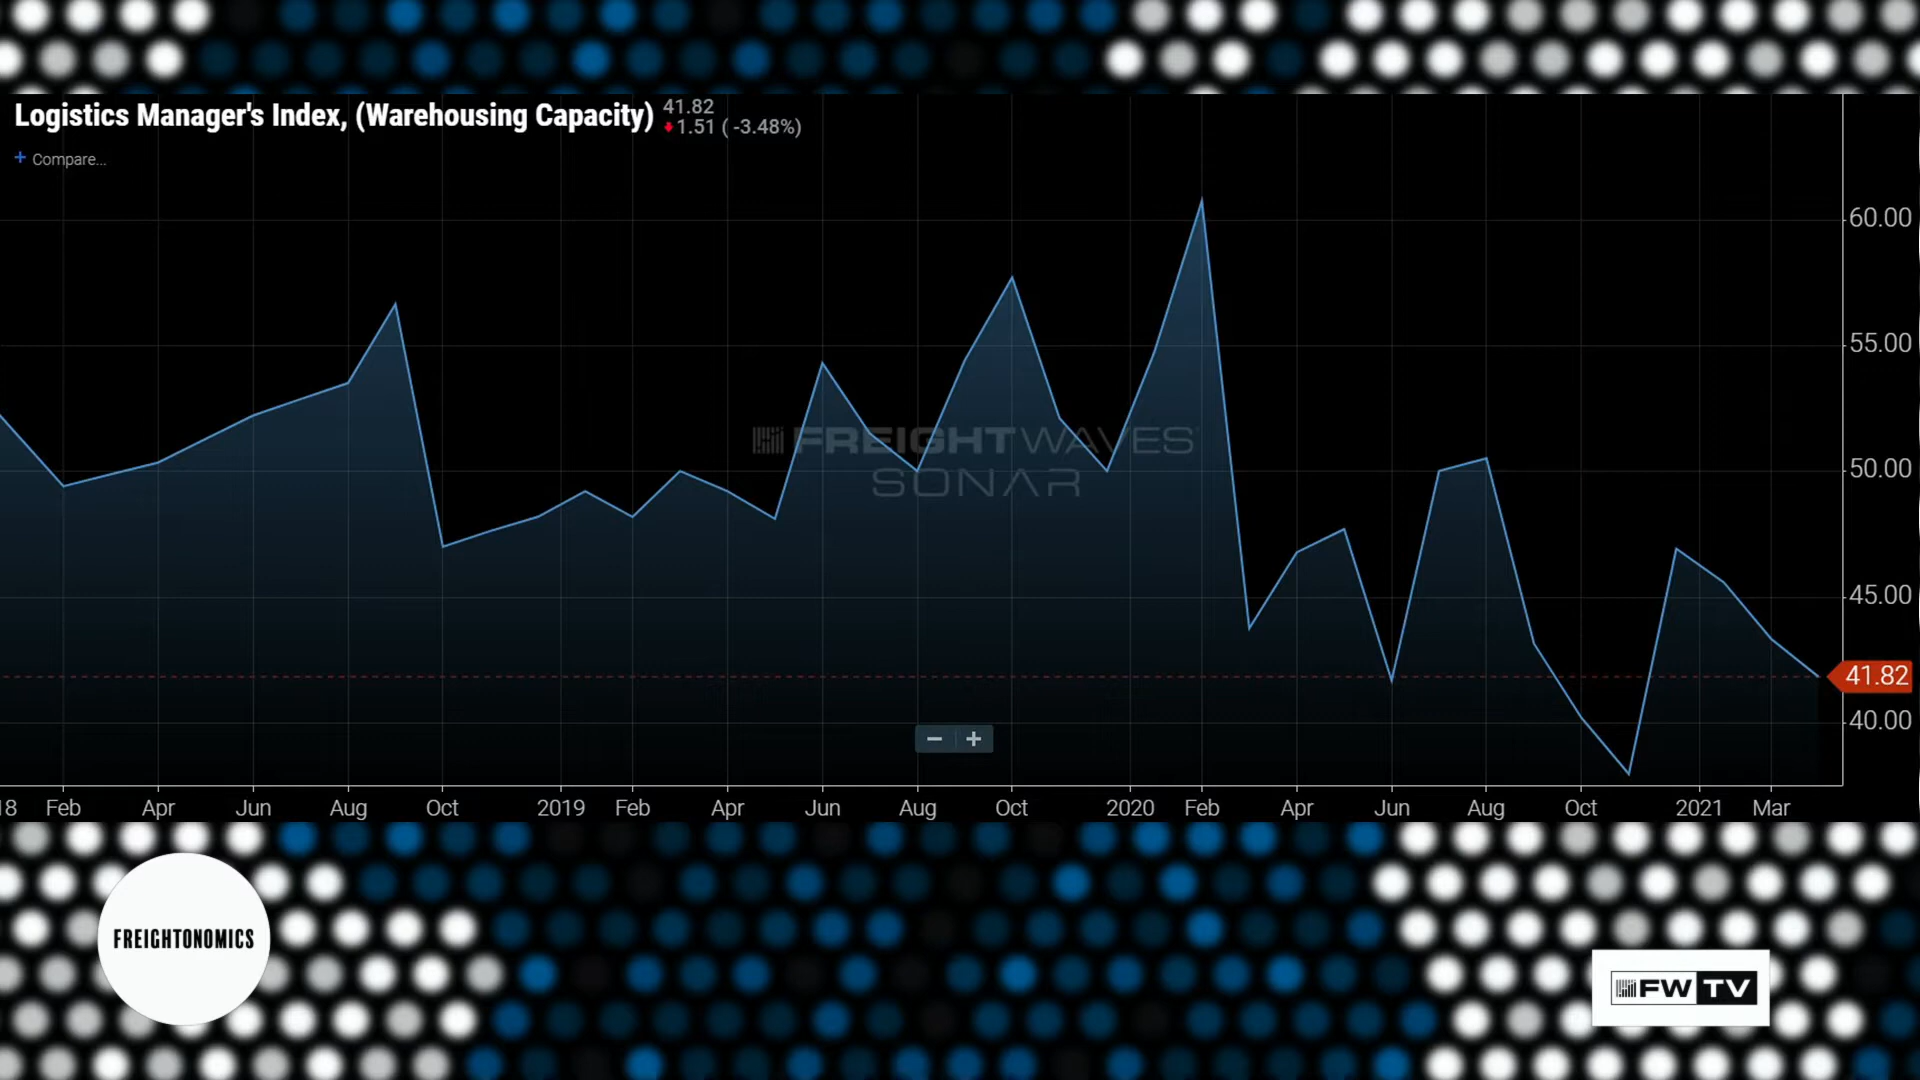 Logistics Manager's Index, (Warehousing Capacity) 41.82
1.51 ( -3.48%)
+ Compare...
60.00
55.00
FREIGHTWAVES
SONAR
50.00
45.00
41.82
40.00
− +
18 Feb Apr Jun Aug Oct 2019 Feb Apr Jun Aug Oct 2020 Feb Apr Jun Aug Oct 2021 Mar
FREIGHTONOMICS
FW TV